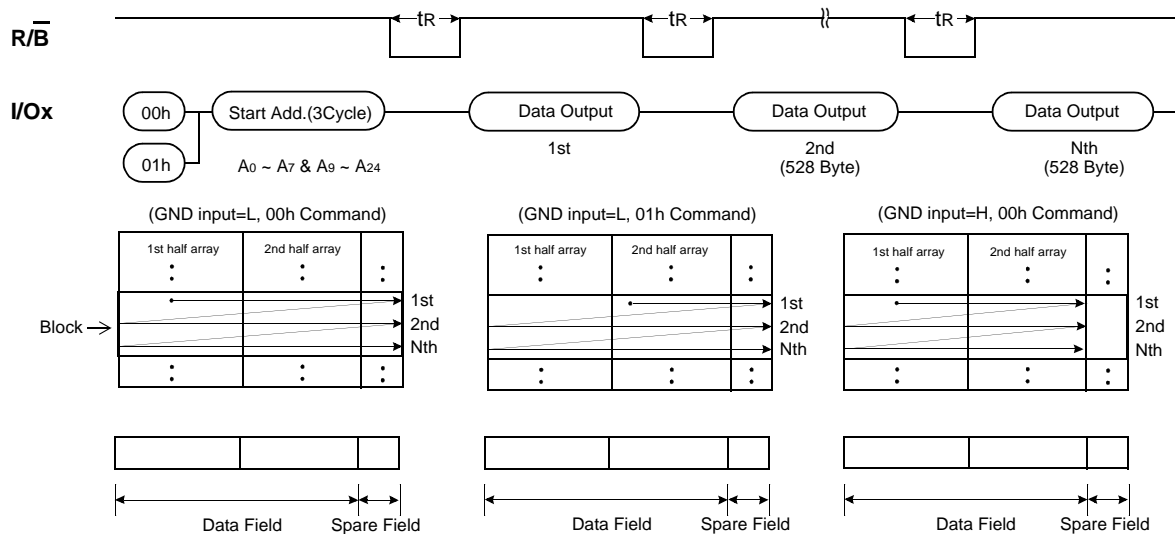 R/B
tR
tR
tR
I/Ox
00h
Start Add.(3Cycle)
Data Output
Data Output
Data Output
01h
A0 ~ A7 & A9 ~ A24
1st
2nd
(528 Byte)
Nth
(528 Byte)
(GND input=L, 00h Command)
(GND input=L, 01h Command)
(GND input=H, 00h Command)
1st half array
2nd half array
1st half array
2nd half array
1st half array
2nd half array
Block
1st
2nd
Nth
1st
2nd
Nth
1st
2nd
Nth
Data Field
Spare Field
Data Field
Spare Field
Data Field
Spare Field